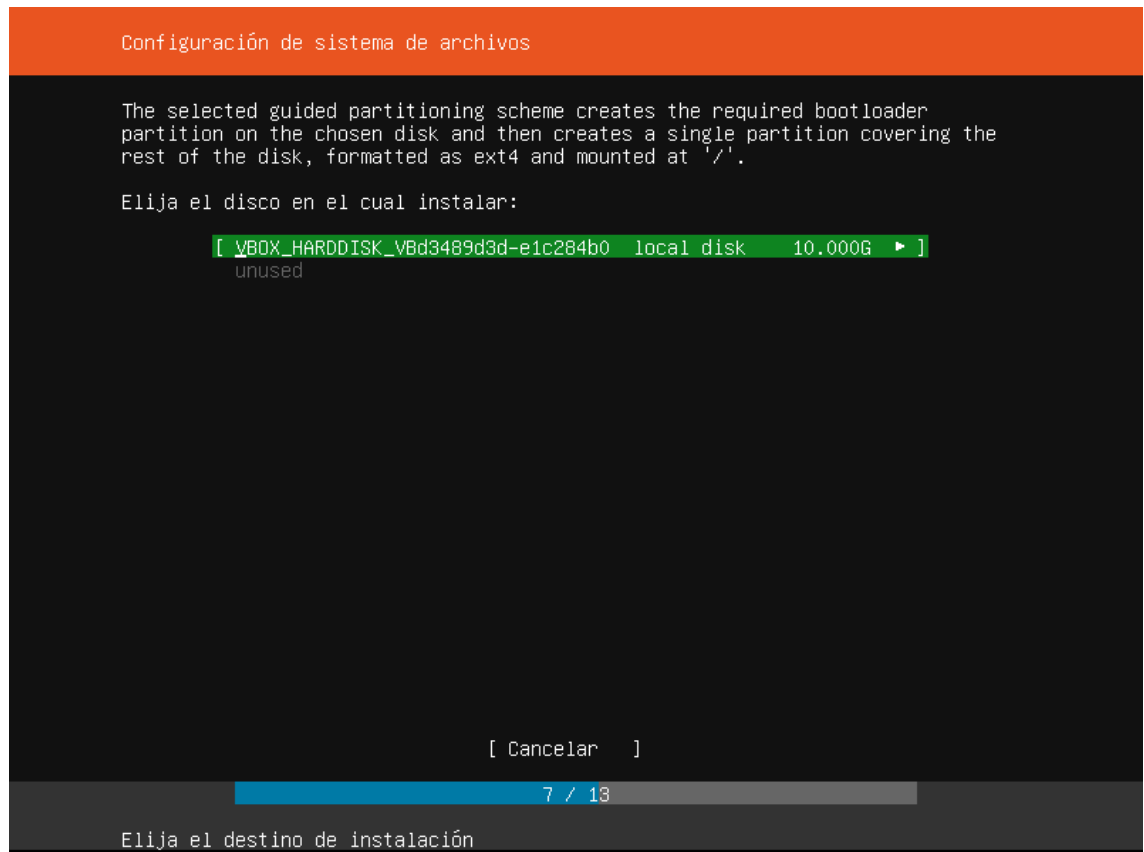 Configuración de sistema de archivos
The selected guided partitioning scheme creates the required bootloader
partition on the chosen disk and then creates a single partition covering the
rest of the disk, formatted as ext4 and mounted at '/'.
Elija el disco en el cual instalar:
[ VBOX_HARDDISK_VBd3489d3d-e1c284b0 local disk 10.000G ▸ ]
unused
[ Cancelar ]
7 / 13
Elija el destino de instalación